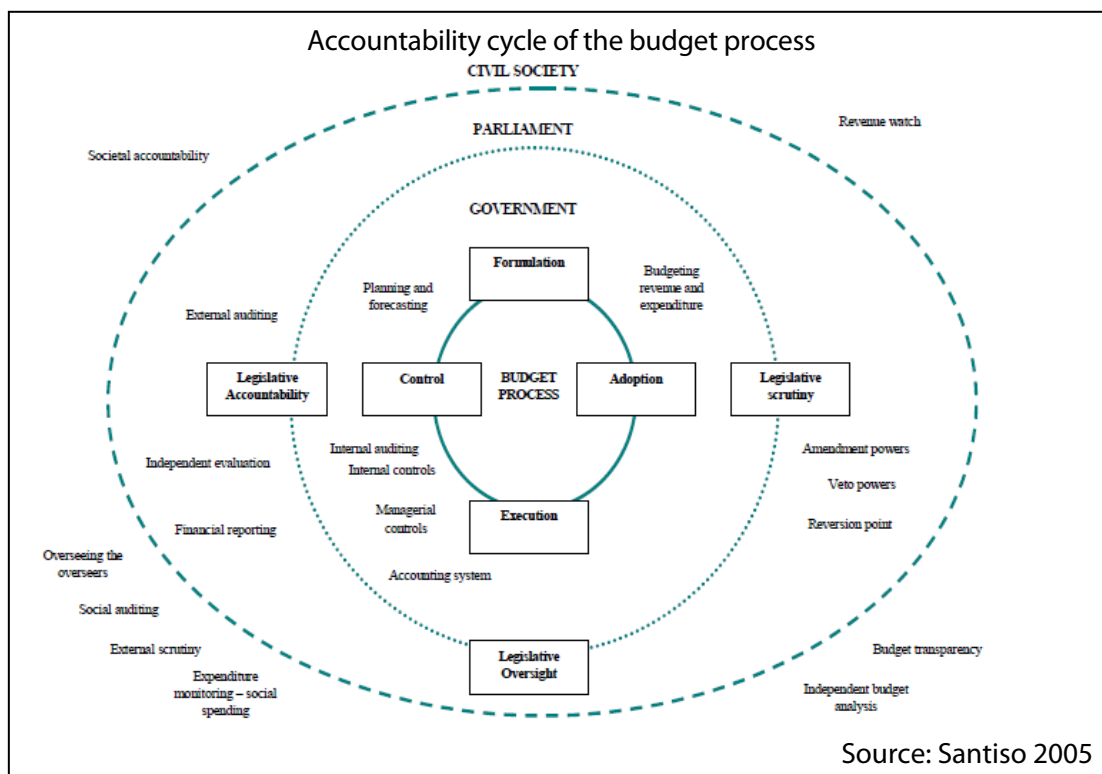 Accountability cycle of the budget process
CIVIL SOCIETY
Revenue watch
PARLIAMENT
Societal accountability
GOVERNMENT
Formulation
Budgeting
revenue and
expenditure
Planning and
forecasting
External auditing
Legislative
Accountability
Control
BUDGET
PROCESS
Adoption
Legislative
scrutiny
Internal auditing
Internal controls
Amendment powers
Independent evaluation
Veto powers
Managerial
controls
Execution
Financial reporting
Reversion point
Overseeing the
overseers
Accounting system
Social auditing
External scrutiny
Legislative
Oversight
Budget transparency
Expenditure
monitoring – social
spending
Independent budget
analysis
Source: Santiso 2005